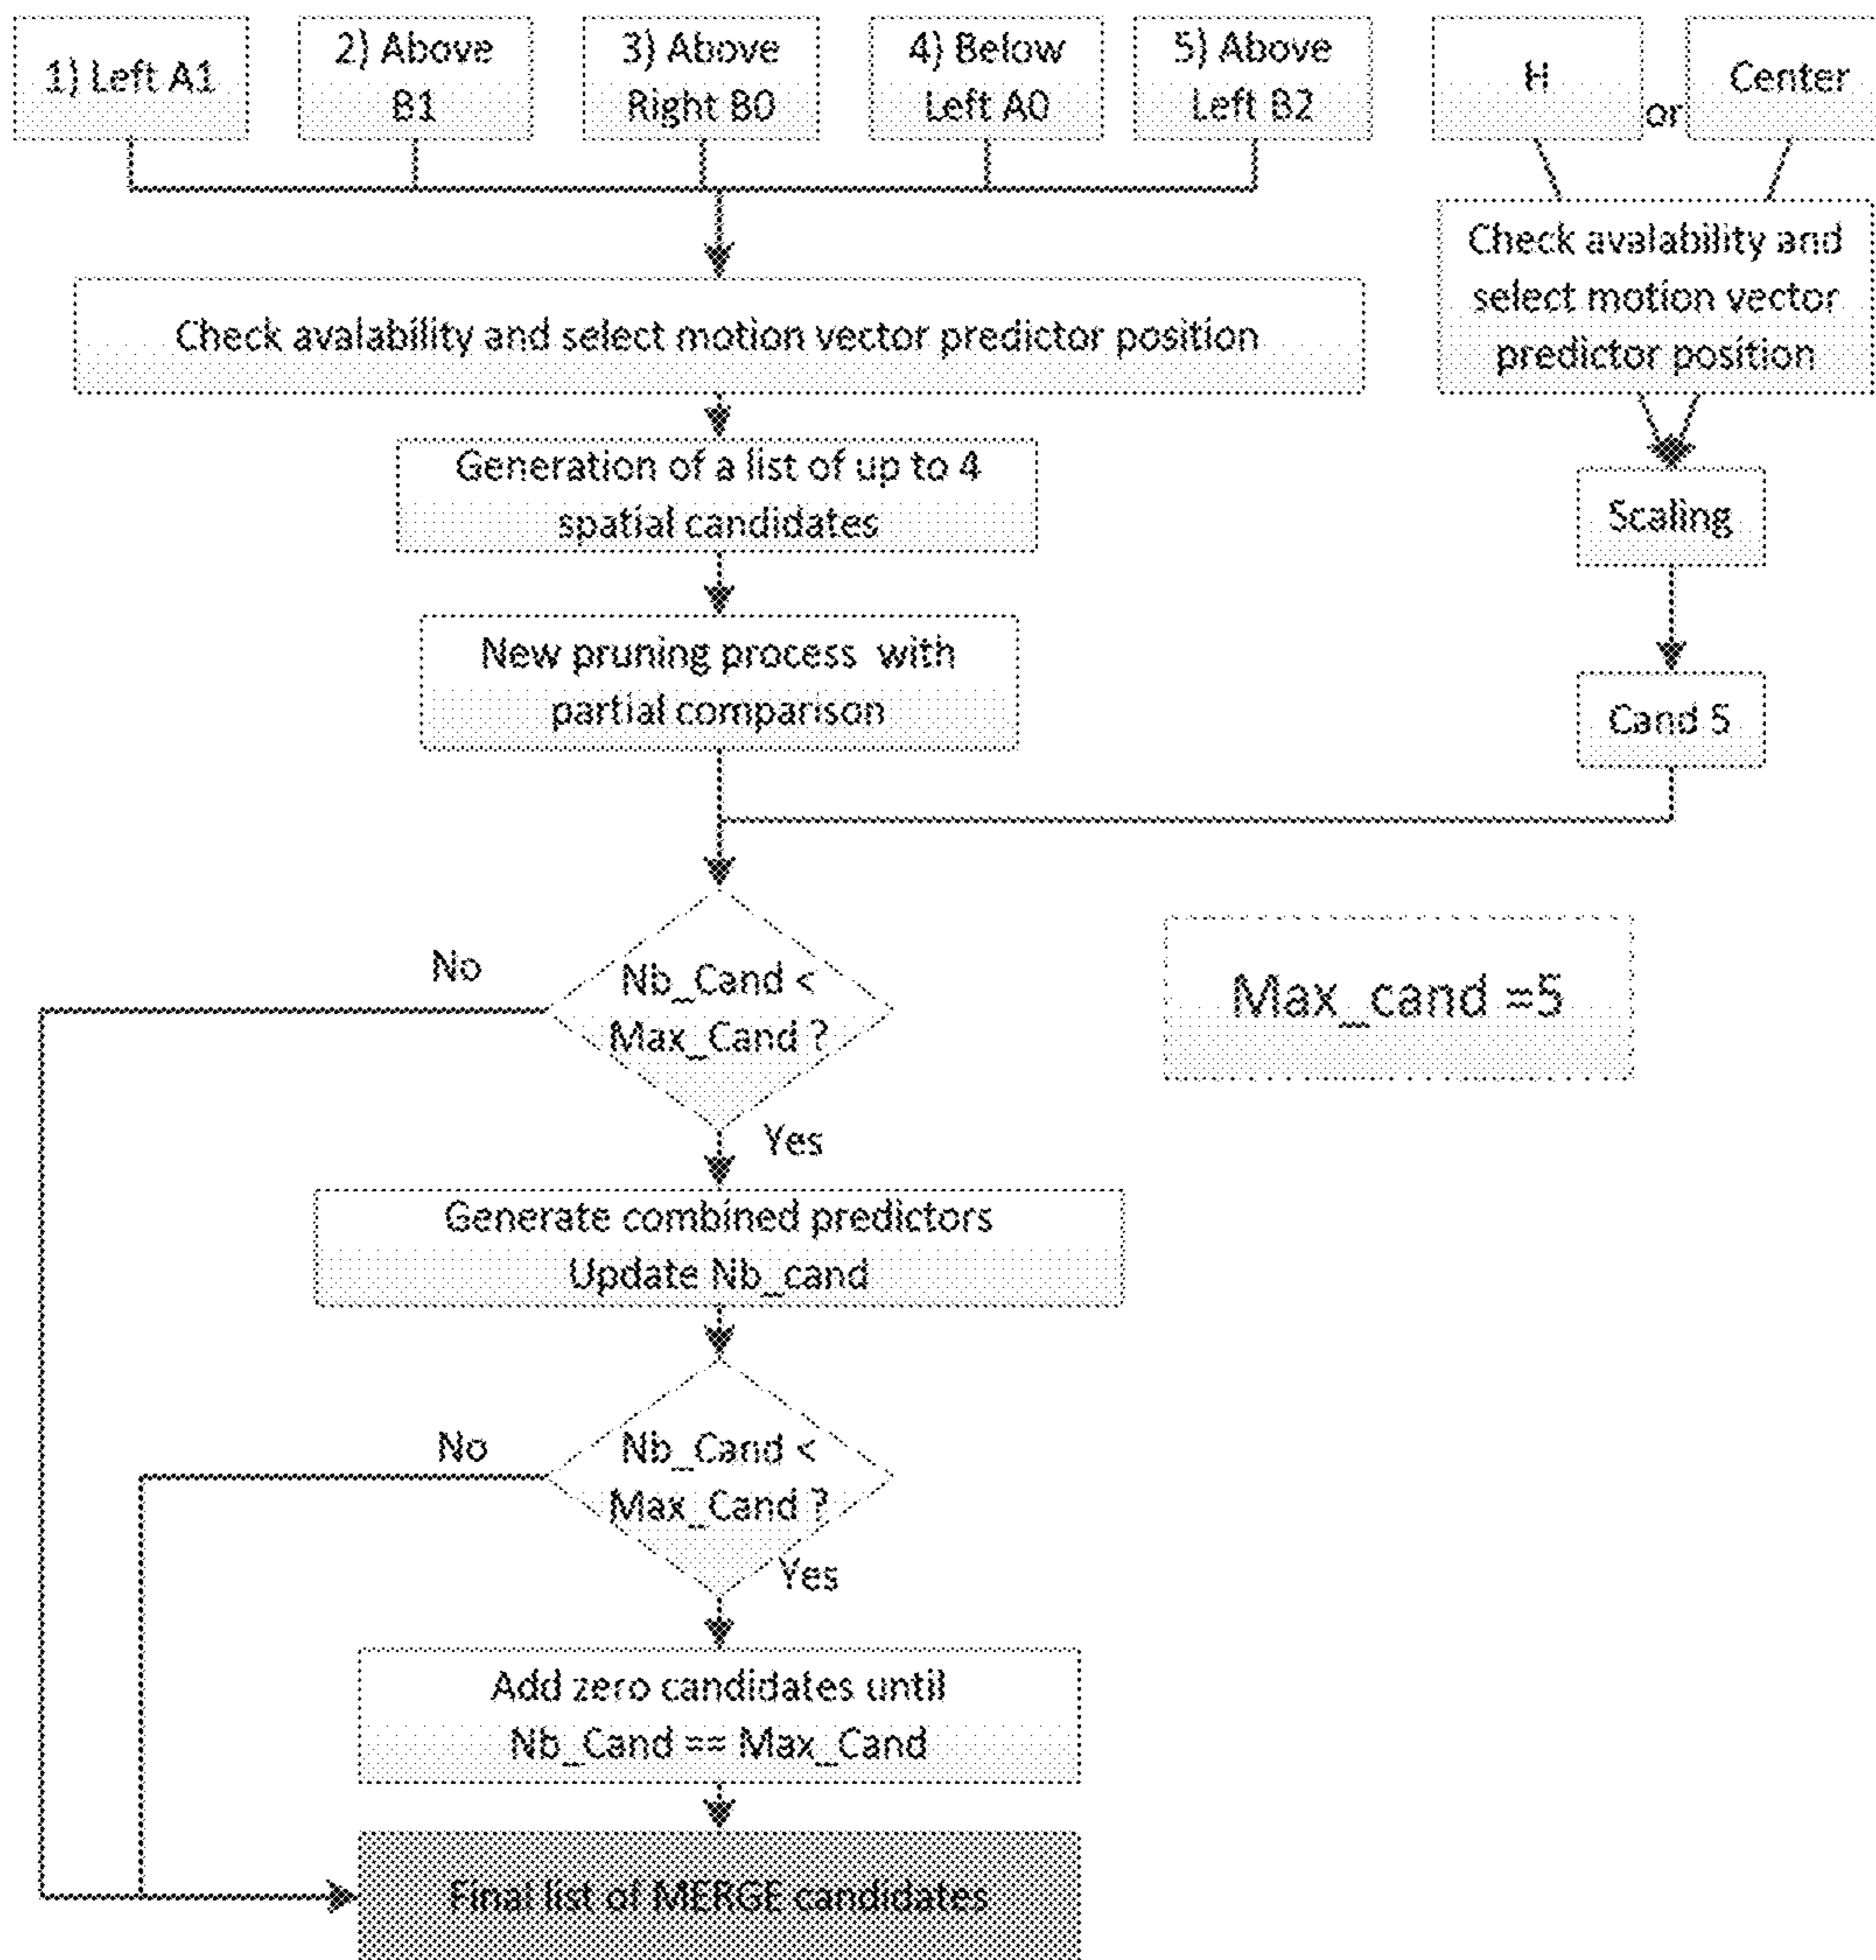 1) Left A1
2) Above
B1
3) Above
Right B0
4) Below
Left A0
5) Above
Left B2
H
or
Center
Check avalability and select motion vector predictor position
Check avalability and
select motion vector
predictor position
Generation of a list of up to 4
spatial candidates
Scaling
New pruning process with
partial comparison
Cand 5
Nb_Cand <
Max_Cand ?
No
Yes
Max_cand =5
Generate combined predictors
Update Nb_cand
Nb_Cand <
Max_Cand ?
No
Yes
Add zero candidates until
Nb_Cand == Max_Cand
Final list of MERGE candidates